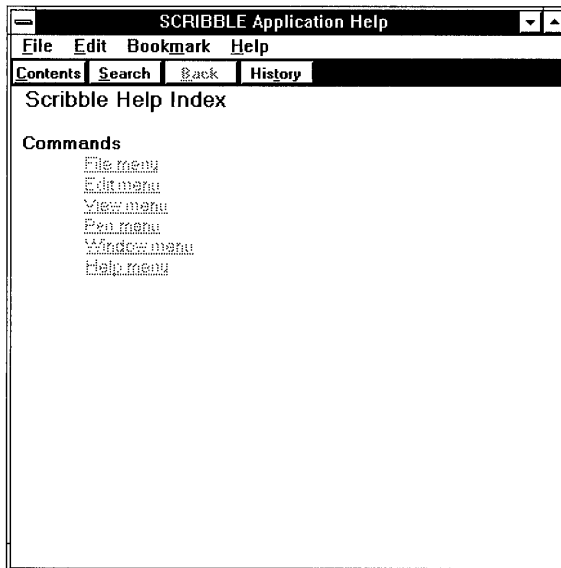 SCRIBBLE Application Help
File Edit Bookmark Help
Contents Search Back History
Scribble Help Index
Commands
File menu
Edit menu
View menu
Pen menu
Window menu
Help menu